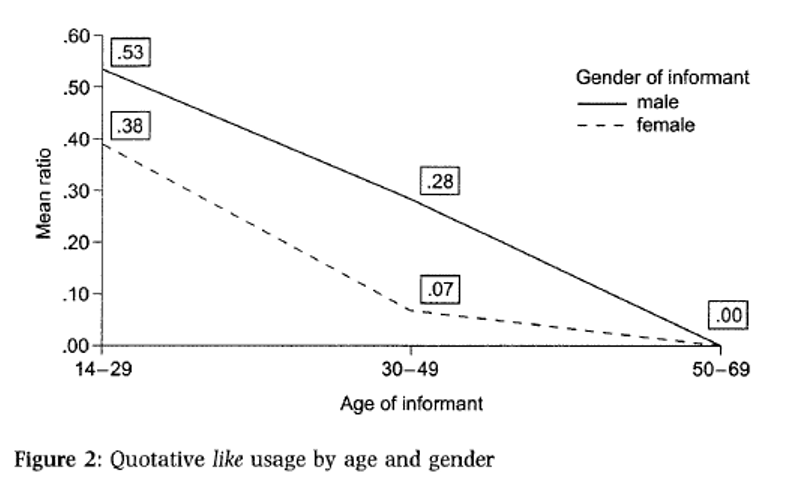 .60
.53
.50
Gender of informant
male
.38
female
.40
Mean ratio
.30
.28
.20
.10
.07
.00
.00
14–29
30–49
50–69
Age of informant
Figure 2: Quotative like usage by age and gender